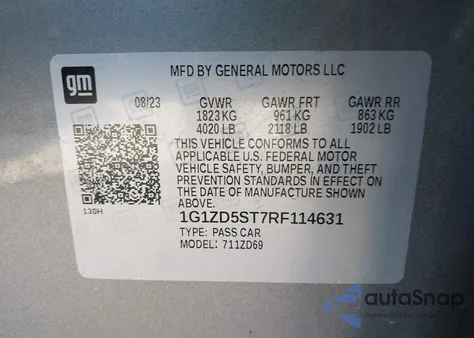 gm
MFD BY GENERAL MOTORS LLC
08/23 GVWR GAWR FRT GAWR RR
1823 KG 961 KG 863 KG
4020 LB 2118 LB 1902 LB
THIS VEHICLE CONFORMS TO ALL
APPLICABLE U.S. FEDERAL MOTOR
VEHICLE SAFETY, BUMPER, AND THEFT
PREVENTION STANDARDS IN EFFECT ON
THE DATE OF MANUFACTURE SHOWN
ABOVE.
130H
1G1ZD5ST7RF114631
TYPE: PASS CAR
MODEL: 711ZD69
autoSnap